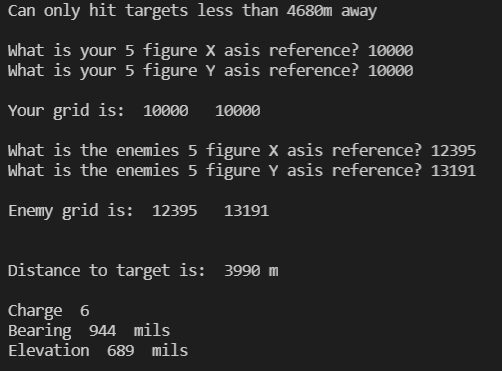 Can only hit targets less than 4680m away
What is your 5 figure X asis reference? 10000
What is your 5 figure Y asis reference? 10000
Your grid is:  10000   10000
What is the enemies 5 figure X asis reference? 12395
What is the enemies 5 figure Y asis reference? 13191
Enemy grid is:  12395   13191
Distance to target is:  3990 m
Charge  6
Bearing  944  mils
Elevation  689  mils